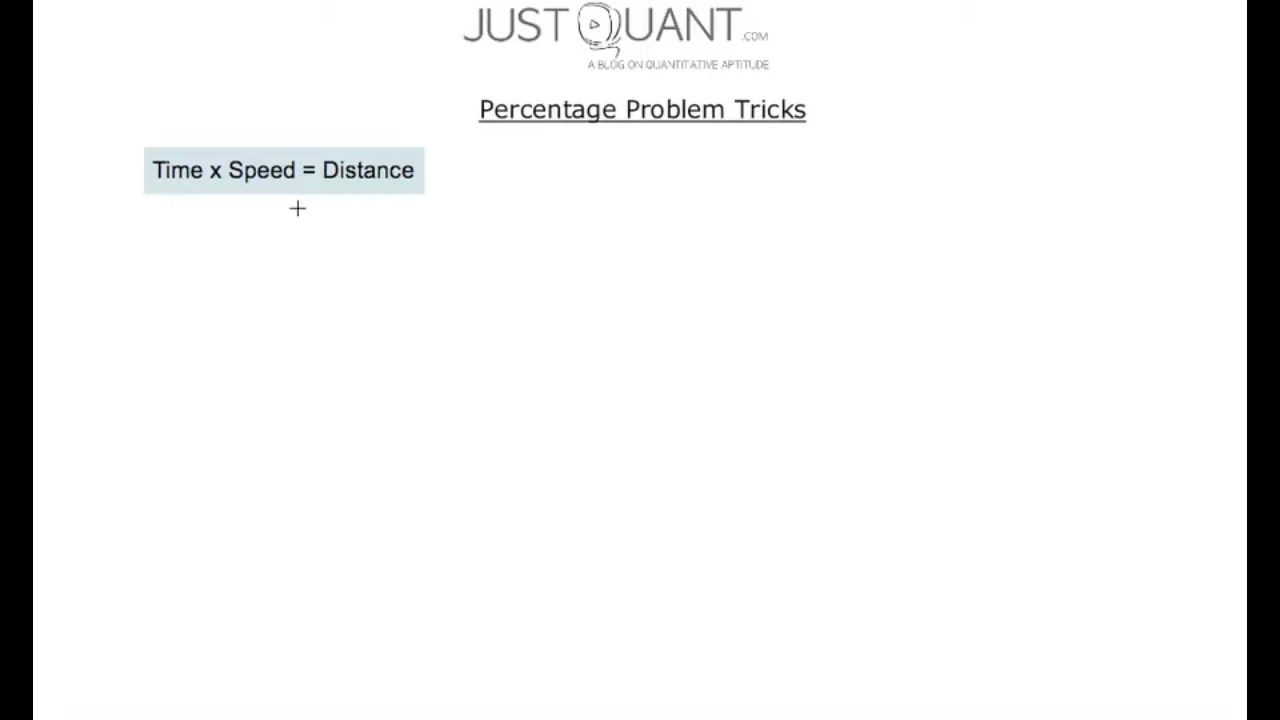 JUST QUANT.COM
A BLOG ON QUANTITATIVE APTITUDE
Percentage Problem Tricks
Time x Speed = Distance